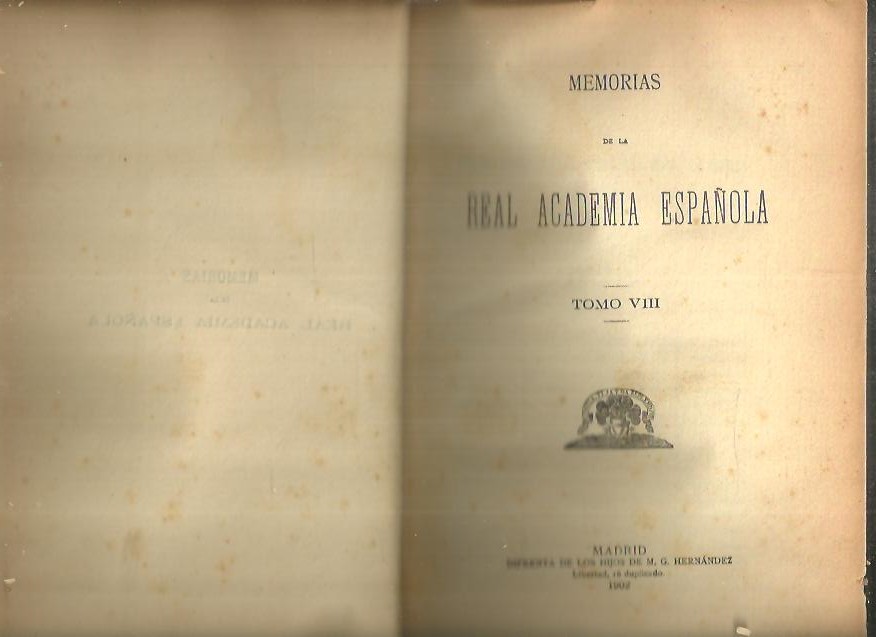 MEMORIAS
DE LA
REAL ACADEMIA ESPAÑOLA
TOMO VIII
MADRID
IMPRENTA DE LOS HIJOS DE M. G. HERNÁNDEZ
Libertad, 16 duplicado.
1902